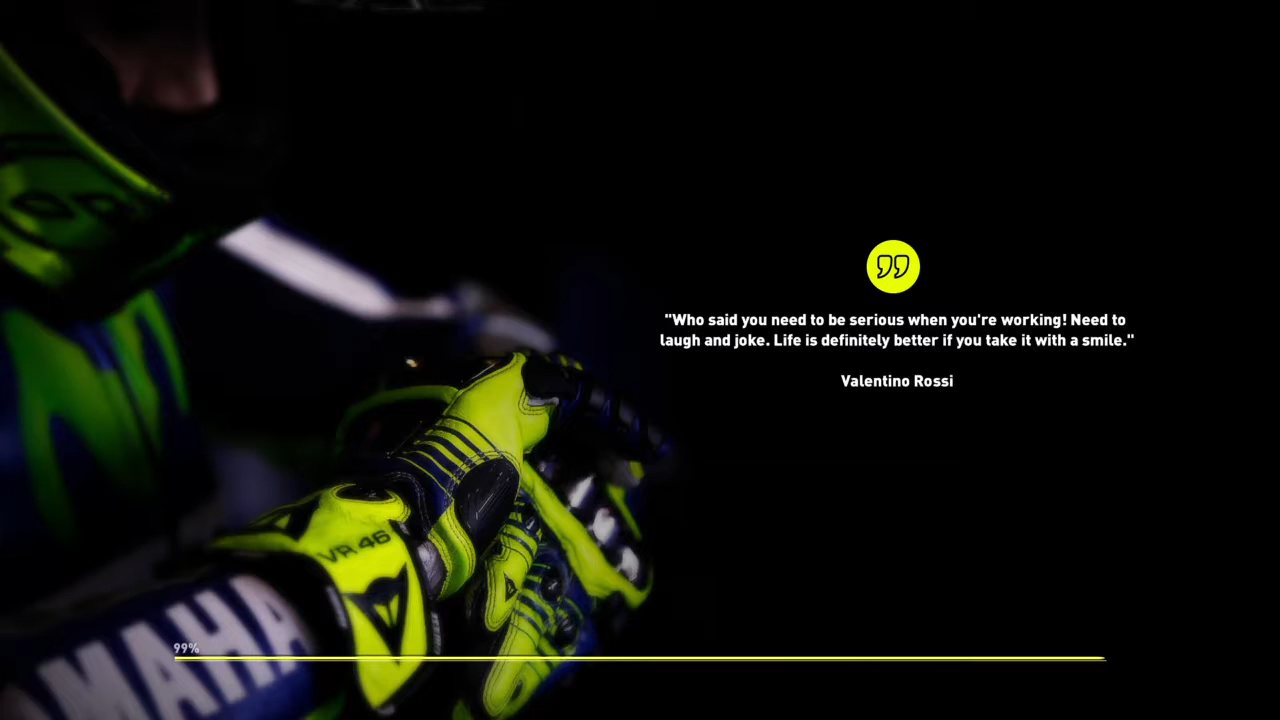 "Who said you need to be serious when you're working! Need to
laugh and joke. Life is definitely better if you take it with a smile."
Valentino Rossi
VR 46
99%
AMAHA